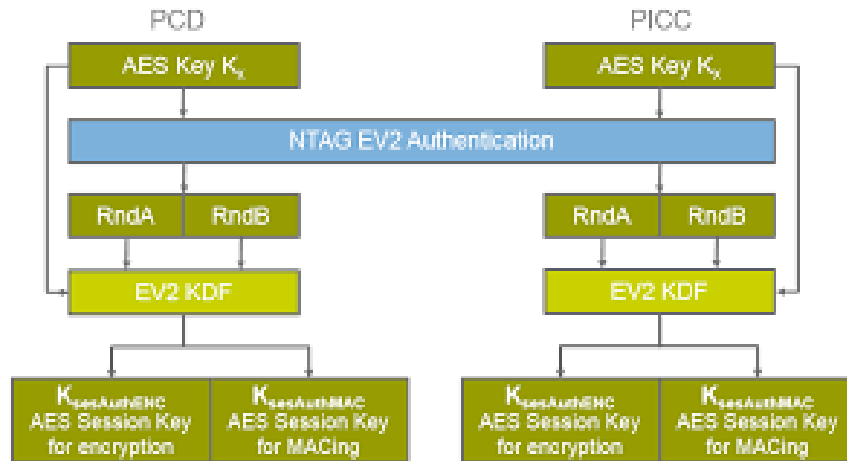 PCD
PICC
AES Key Kx
AES Key Kx
NTAG EV2 Authentication
RndA
RndB
RndA
RndB
EV2 KDF
EV2 KDF
KSesAuthENC
AES Session Key
for encryption
KSesAuthMAC
AES Session Key
for MACing
KSesAuthENC
AES Session Key
for encryption
KSesAuthMAC
AES Session Key
for MACing